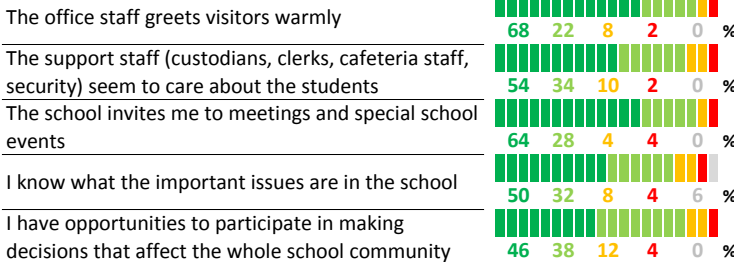 The office staff greets visitors warmly
68 22 8 2 0 %
The support staff (custodians, clerks, cafeteria staff,
security) seem to care about the students
54 34 10 2 0 %
The school invites me to meetings and special school
events
64 28 4 4 0 %
I know what the important issues are in the school
50 32 8 4 6 %
I have opportunities to participate in making
decisions that affect the whole school community
46 38 12 4 0 %